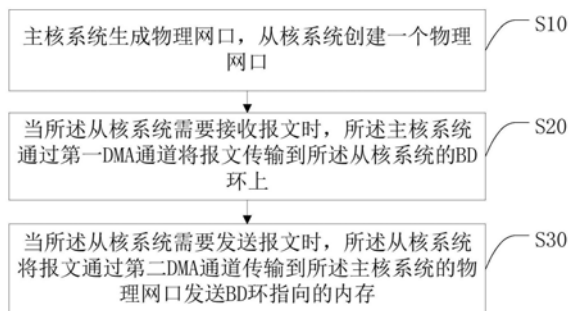 主核系统生成物理网口，从核系统创建一个物理
网口
S10
当所述从核系统需要接收报文时，所述主核系统
通过第一DMA通道将报文传输到所述从核系统的BD
环上
S20
当所述从核系统需要发送报文时，所述从核系统
将报文通过第二DMA通道传输到所述主核系统的物
理网口发送BD环指向的内存
S30